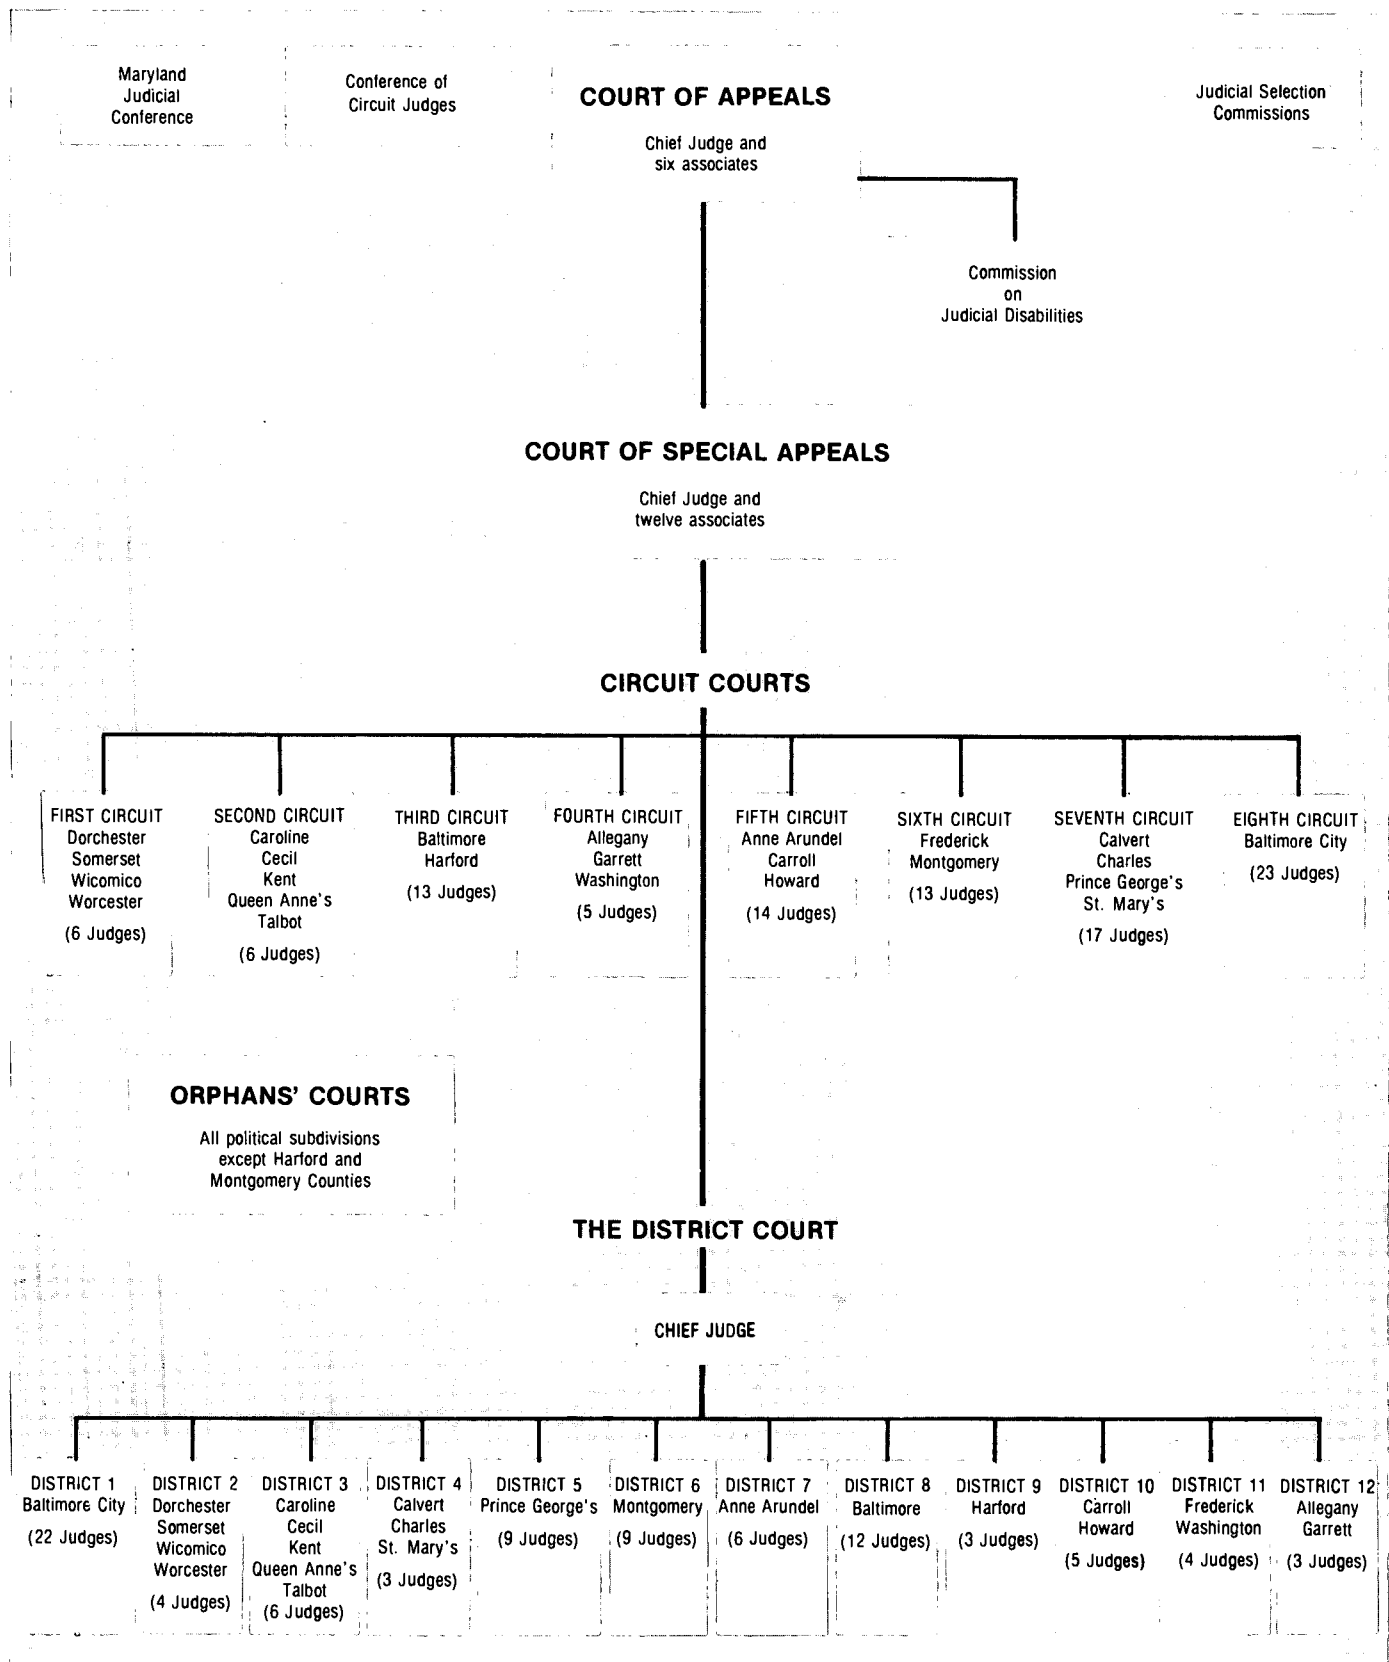 Maryland
Judicial
Conference
Conference of
Circuit Judges
COURT OF APPEALS
Chief Judge and
six associates
Judicial Selection
Commissions
Commission
on
Judicial Disabilities
COURT OF SPECIAL APPEALS
Chief Judge and
twelve associates
CIRCUIT COURTS
FIRST CIRCUIT
Dorchester
Somerset
Wicomico
Worcester
(6 Judges)
SECOND CIRCUIT
Caroline
Cecil
Kent
Queen Anne's
Talbot
(6 Judges)
THIRD CIRCUIT
Baltimore
Harford
(13 Judges)
FOURTH CIRCUIT
Allegany
Garrett
Washington
(5 Judges)
FIFTH CIRCUIT
Anne Arundel
Carroll
Howard
(14 Judges)
SIXTH CIRCUIT
Frederick
Montgomery
(13 Judges)
SEVENTH CIRCUIT
Calvert
Charles
Prince George's
St. Mary's
(17 Judges)
EIGHTH CIRCUIT
Baltimore City
(23 Judges)
ORPHANS' COURTS
All political subdivisions
except Harford and
Montgomery Counties
THE DISTRICT COURT
CHIEF JUDGE
DISTRICT 1
Baltimore City
(22 Judges)
DISTRICT 2
Dorchester
Somerset
Wicomico
Worcester
(4 Judges)
DISTRICT 3
Caroline
Cecil
Kent
Queen Anne's
Talbot
(6 Judges)
DISTRICT 4
Calvert
Charles
St. Mary's
(3 Judges)
DISTRICT 5
Prince George's
(9 Judges)
DISTRICT 6
Montgomery
(9 Judges)
DISTRICT 7
Anne Arundel
(6 Judges)
DISTRICT 8
Baltimore
(12 Judges)
DISTRICT 9
Harford
(3 Judges)
DISTRICT 10
Carroll
Howard
(5 Judges)
DISTRICT 11
Frederick
Washington
(4 Judges)
DISTRICT 12
Allegany
Garrett
(3 Judges)